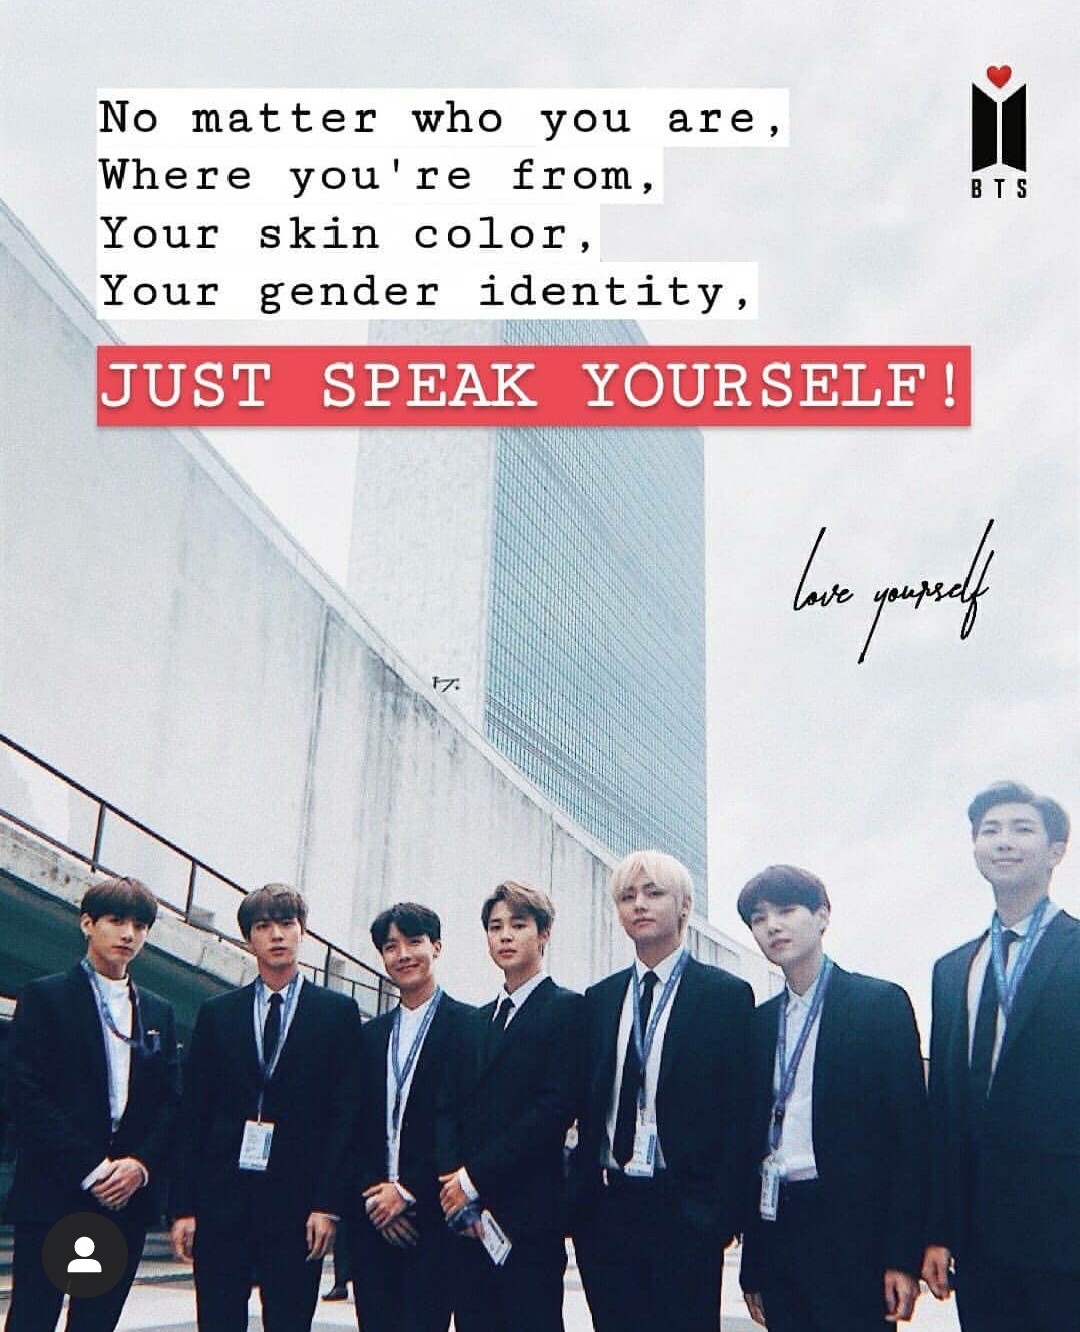 No matter who you are,
Where you're from,
Your skin color,
Your gender identity,
JUST SPEAK YOURSELF!
BTS
love yourself